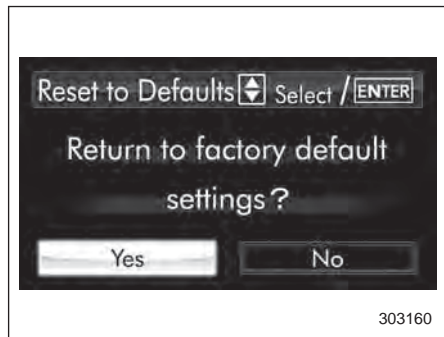 Reset to Defaults Select / ENTER
Return to factory default
settings?
Yes No
303160